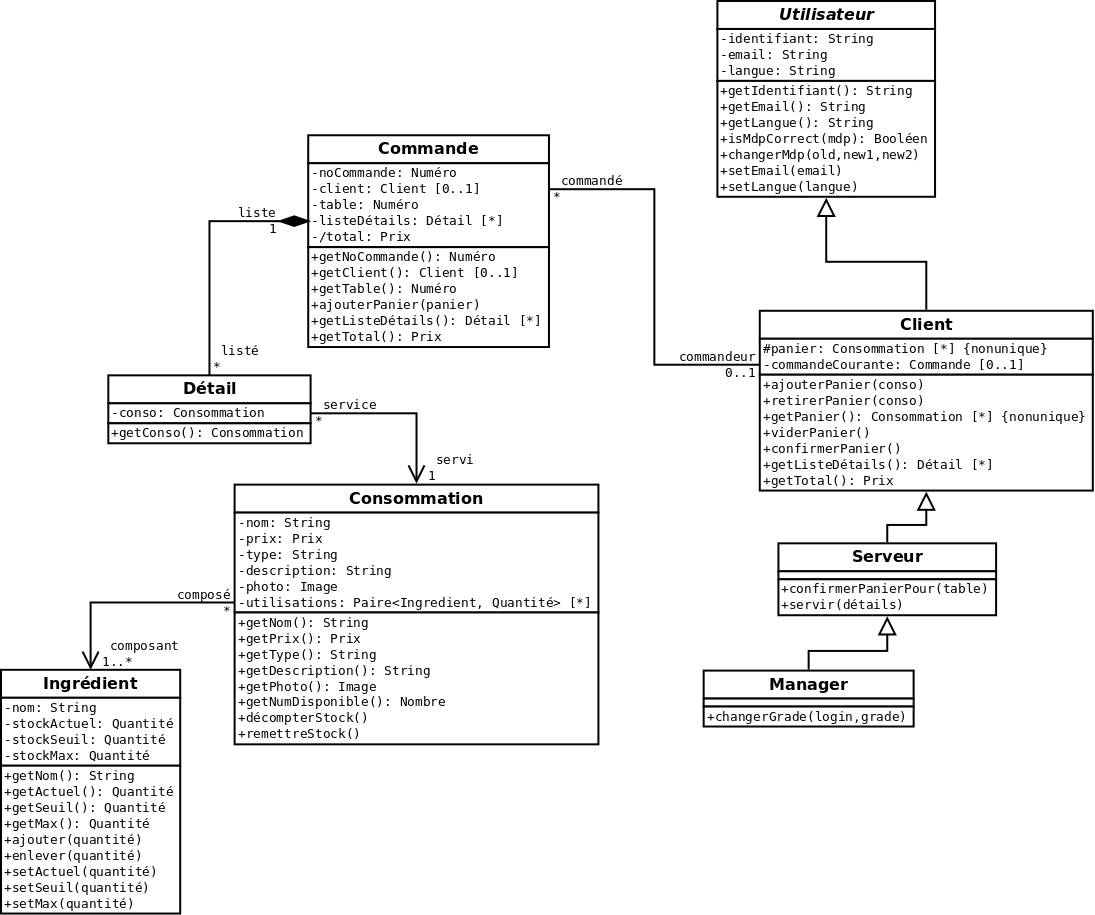 Utilisateur
-identifiant: String
-email: String
-langue: String
+getIdentifiant(): String
+getEmail(): String
+getLangue(): String
+isMdpCorrect(mdp): Booléen
+changerMdp(old,new1,new2)
+setEmail(email)
+setLangue(langue)
Commande
-noCommande: Numéro
-client: Client [0..1]
-table: Numéro
-listeDétails: Détail [*]
-/total: Prix
+getNoCommande(): Numéro
+getClient(): Client [0..1]
+getTable(): Numéro
+ajouterPanier(panier)
+getListeDétails(): Détail [*]
+getTotal(): Prix
commandé
*
liste
1
listé
*
commandeur
0..1
Client
#panier: Consommation [*] {nonunique}
-commandeCourante: Commande [0..1]
+ajouterPanier(conso)
+retirerPanier(conso)
+getPanier(): Consommation [*] {nonunique}
+viderPanier()
+confirmerPanier()
+getListeDétails(): Détail [*]
+getTotal(): Prix
Détail
-conso: Consommation
+getConso(): Consommation
service
*
servi
1
Consommation
-nom: String
-prix: Prix
-type: String
-description: String
-photo: Image
-utilisations: Paire<Ingredient, Quantité> [*]
+getNom(): String
+getPrix(): Prix
+getType(): String
+getDescription(): String
+getPhoto(): Image
+getNumDisponible(): Nombre
+décompterStock()
+remettreStock()
Serveur
+confirmerPanierPour(table)
+servir(détails)
Manager
+changerGrade(login,grade)
composé
*
composant
1..*
Ingrédient
-nom: String
-stockActuel: Quantité
-stockSeuil: Quantité
-stockMax: Quantité
+getNom(): String
+getActuel(): Quantité
+getSeuil(): Quantité
+getMax(): Quantité
+ajouter(quantité)
+enlever(quantité)
+setActuel(quantité)
+setSeuil(quantité)
+setMax(quantité)